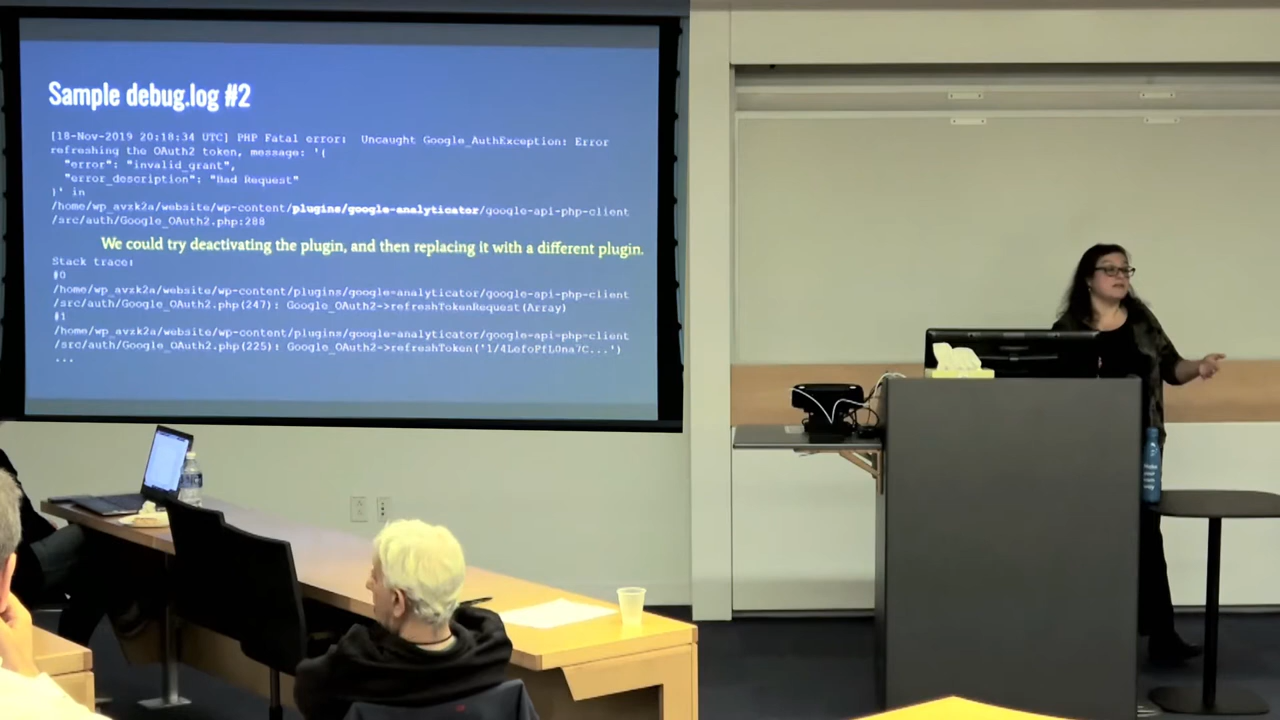 Sample debug.log #2
[18-Nov-2019 20:18:34 UTC] PHP Fatal error:  Uncaught Google_AuthException: Error
refreshing the OAuth2 token, message: '{
"error": "invalid_grant",
"error_description": "Bad Request"
}' in
/home/wp_avzk2a/website/wp-content/plugins/google-analyticator/google-api-php-client
/src/auth/Google_OAuth2.php:288
We could try deactivating the plugin, and then replacing it with a different plugin.
Stack trace:
#0
/home/wp_avzk2a/website/wp-content/plugins/google-analyticator/google-api-php-client
/src/auth/Google_OAuth2.php(247): Google_OAuth2->refreshTokenRequest(Array)
#1
/home/wp_avzk2a/website/wp-content/plugins/google-analyticator/google-api-php-client
/src/auth/Google_OAuth2.php(225): Google_OAuth2->refreshToken('1/4LefoPfL0na7C...')
...